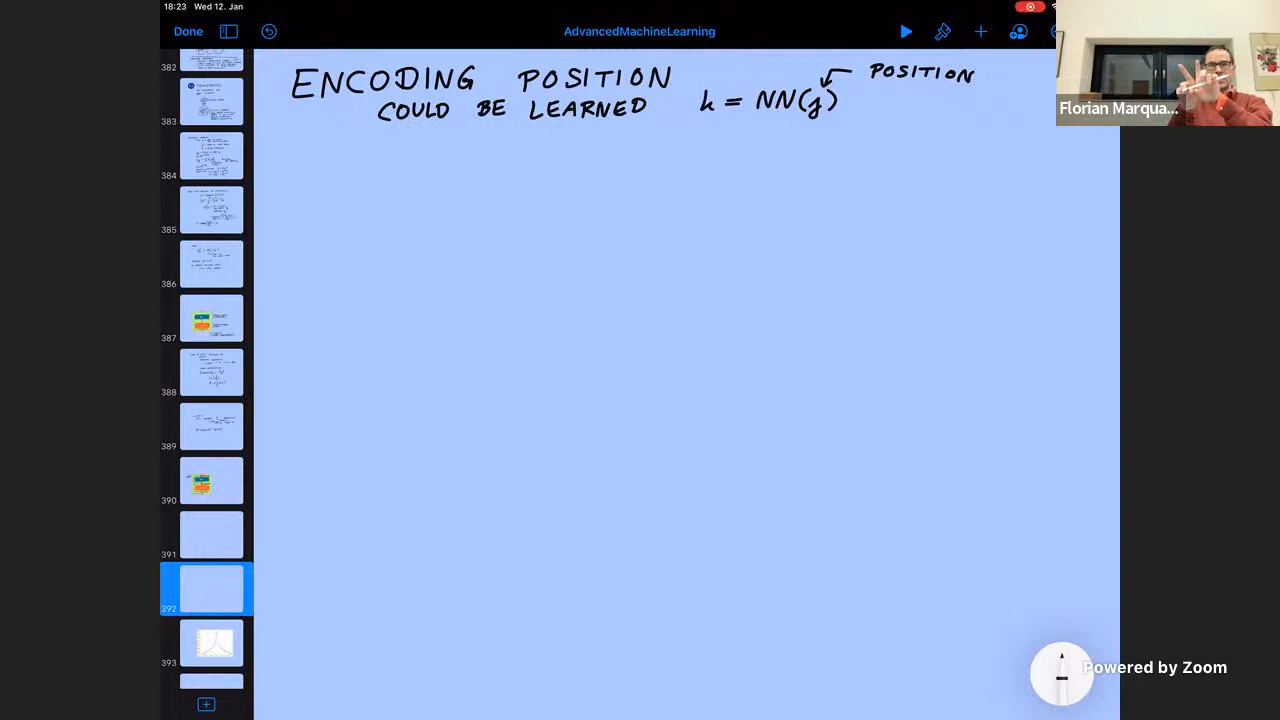 18:23 Wed 12. Jan
Done
AdvancedMachineLearning
ENCODING POSITION
COULD BE LEARNED h = NN(j) POSITION
Florian Marqua...
382
383
384
385
386
387
388
389
390
391
392
393
Powered by Zoom